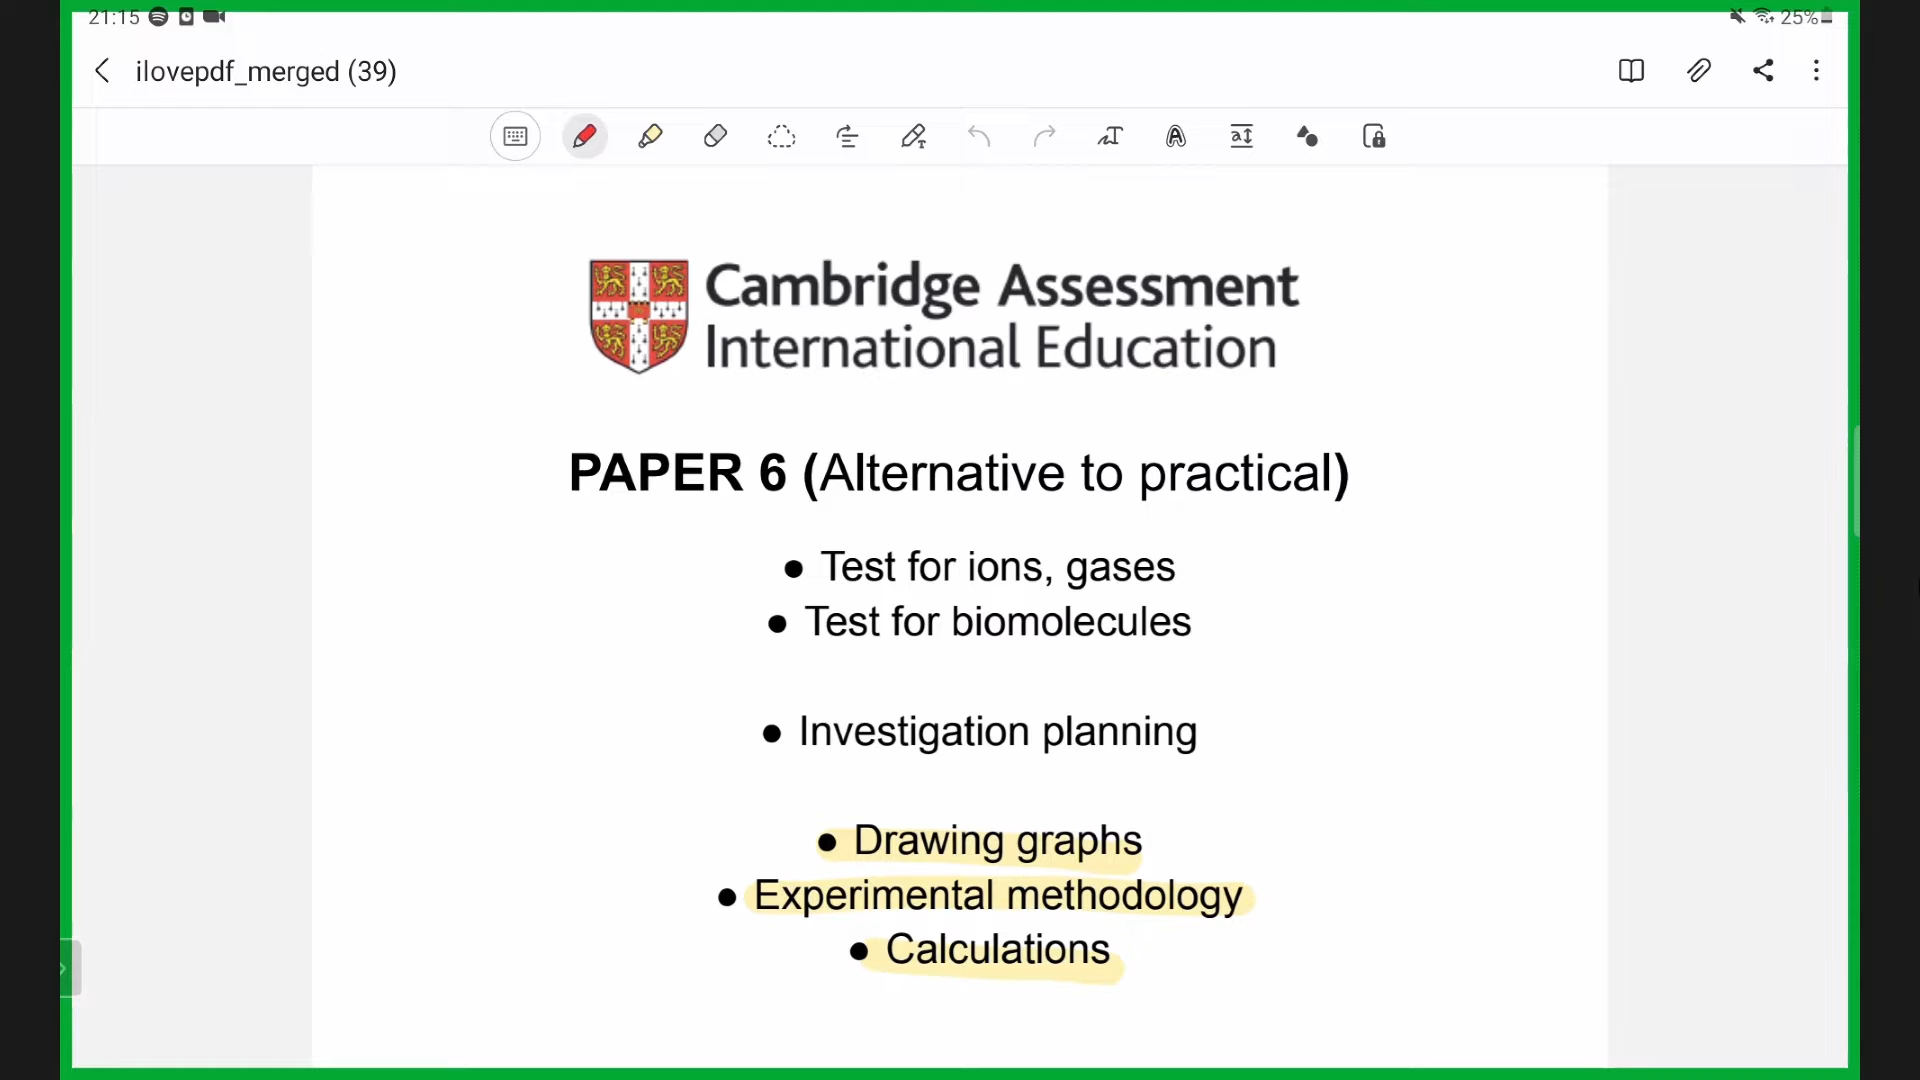 21:15
25%
ilovepdf_merged (39)
Cambridge Assessment
International Education
PAPER 6 (Alternative to practical)
● Test for ions, gases
● Test for biomolecules
● Investigation planning
● Drawing graphs
● Experimental methodology
● Calculations